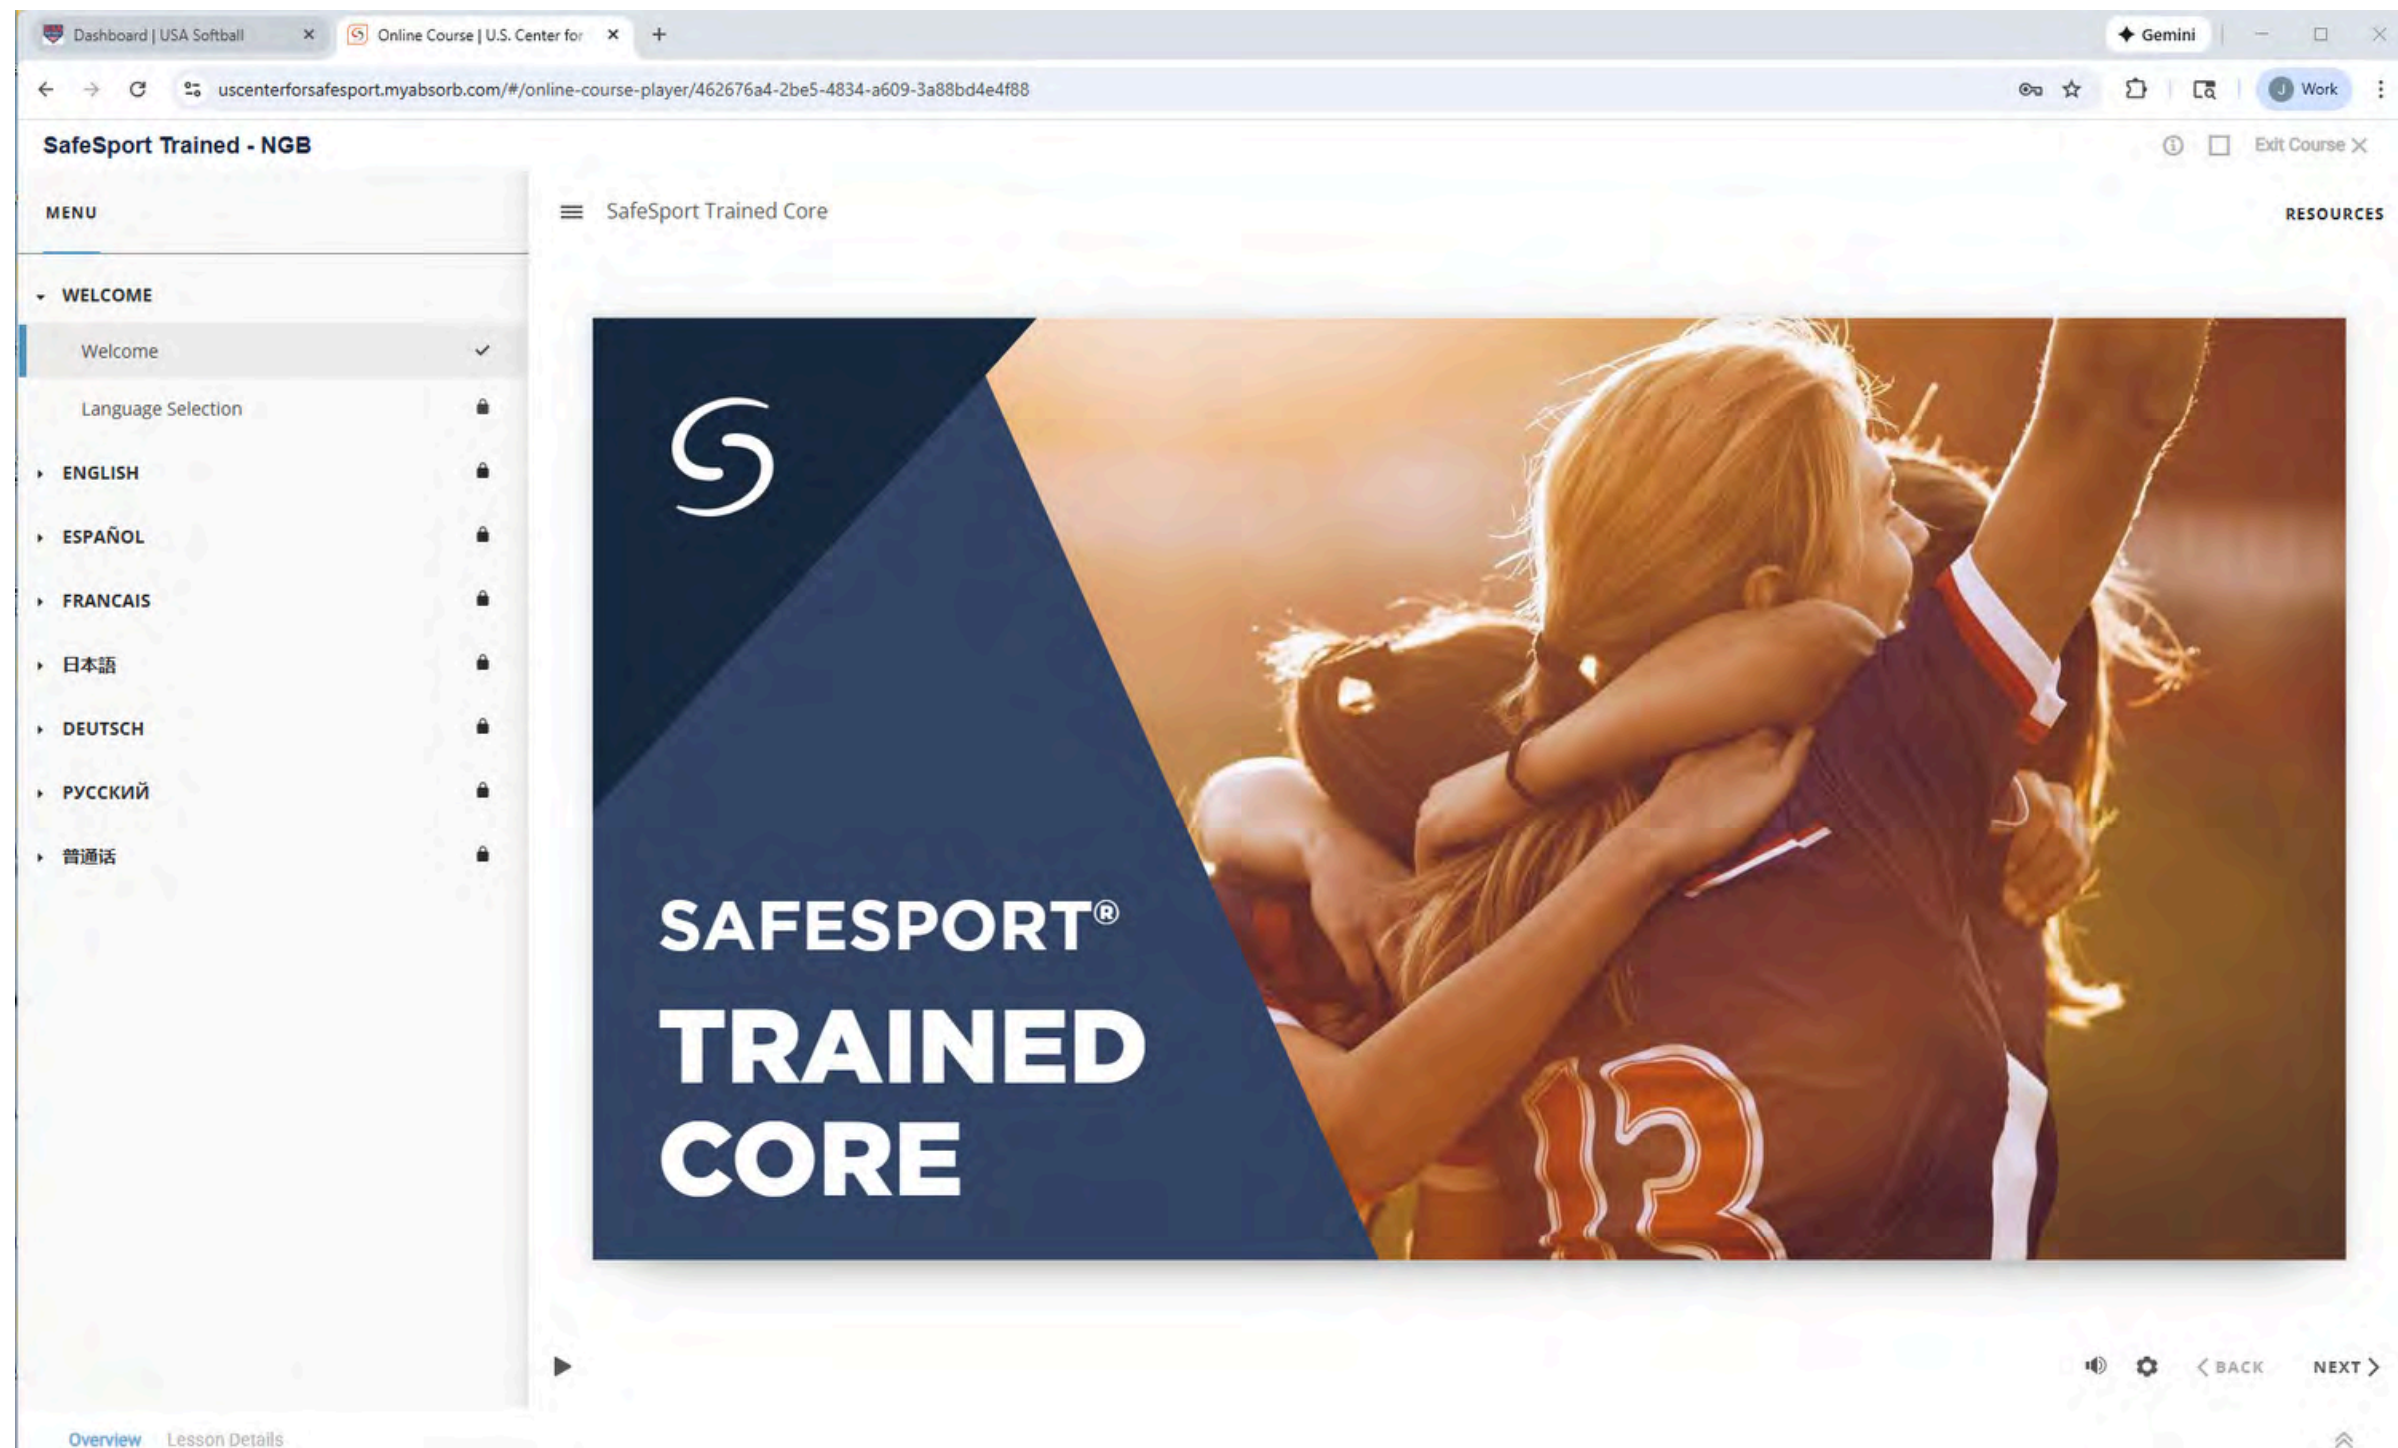 Dashboard | USA Softball
Online Course | U.S. Center for
Gemini
uscenterforsafesport.myabsorb.com/#/online-course-player/462676a4-2be5-4834-a609-3a88bd4e4f88
Work
SafeSport Trained - NGB
Exit Course
MENU
SafeSport Trained Core
RESOURCES
WELCOME
Welcome
Language Selection
ENGLISH
ESPAÑOL
FRANCAIS
日本語
DEUTSCH
РУССКИЙ
普通话
SAFESPORT®
TRAINED
CORE
13
BACK
NEXT
Overview
Lesson Details